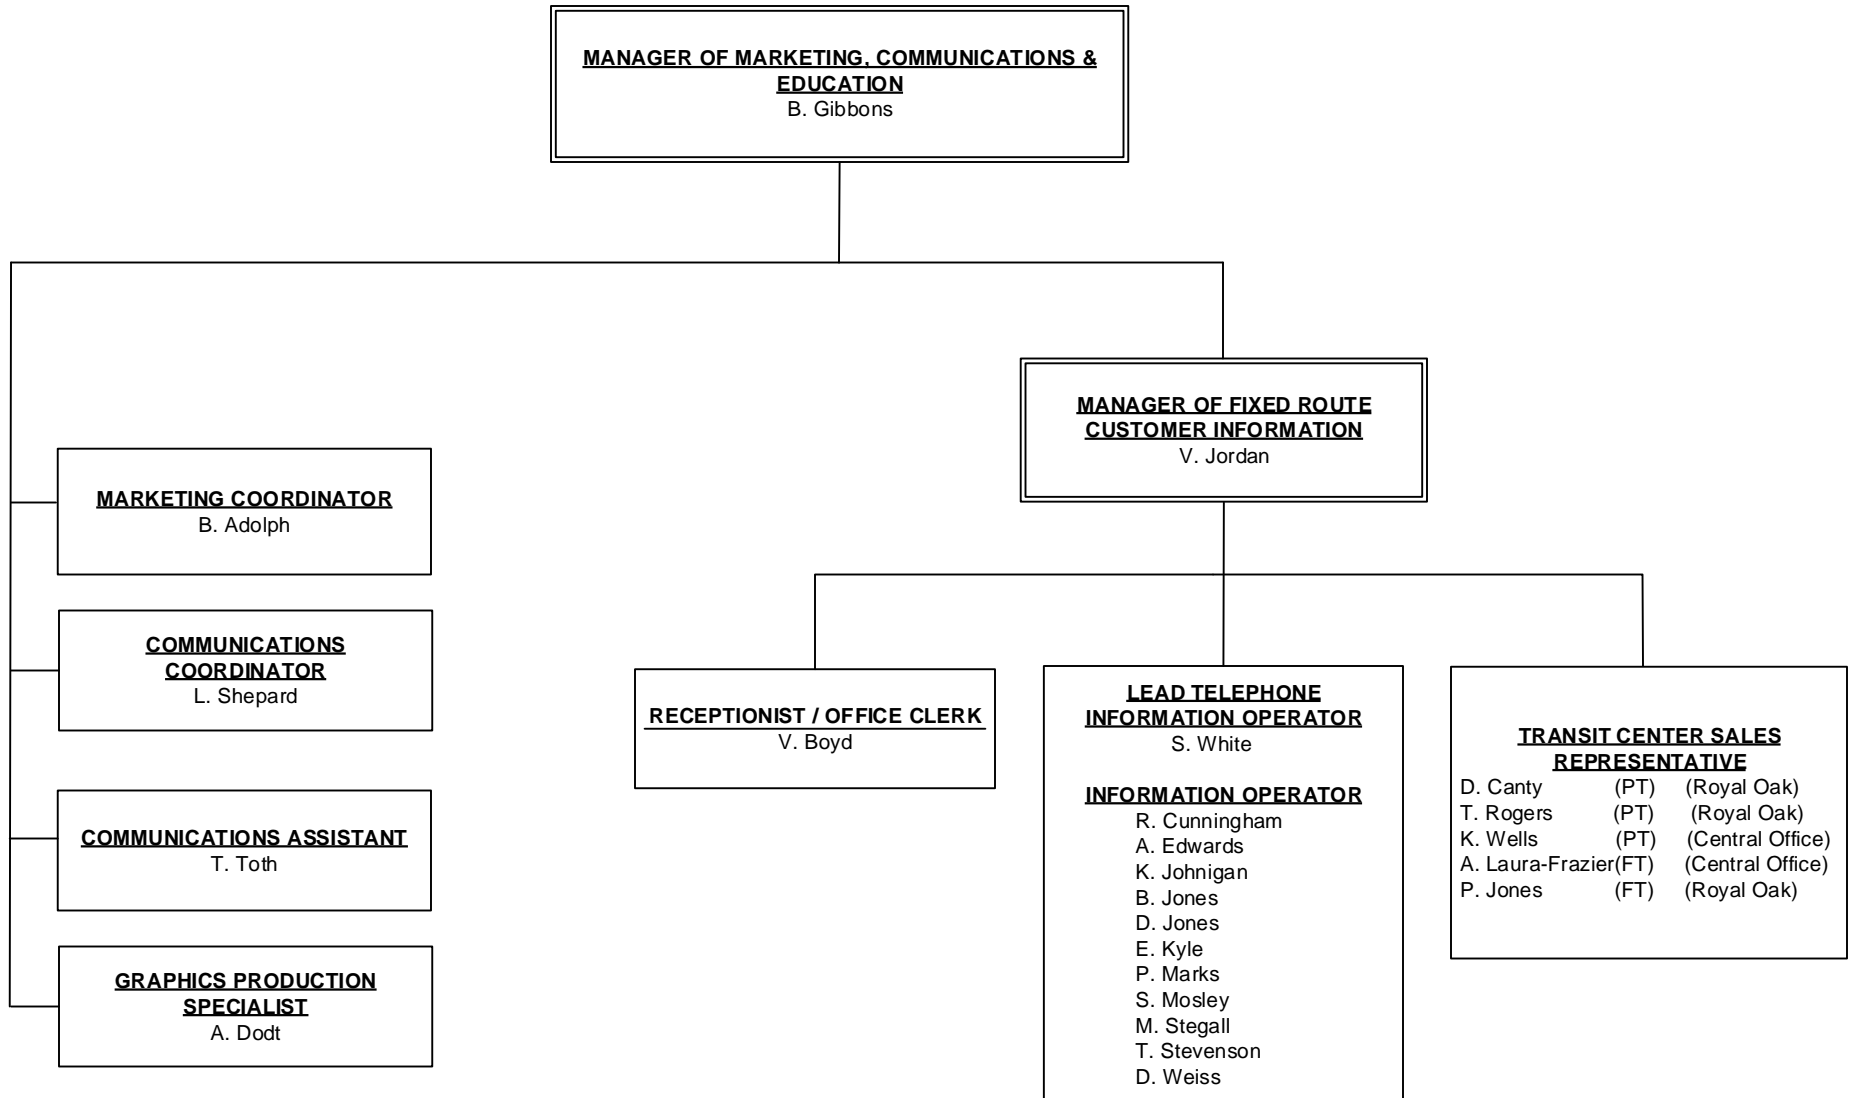 MANAGER OF MARKETING, COMMUNICATIONS &
EDUCATION
B. Gibbons
MANAGER OF FIXED ROUTE
CUSTOMER INFORMATION
V. Jordan
MARKETING COORDINATOR
B. Adolph
COMMUNICATIONS
COORDINATOR
L. Shepard
COMMUNICATIONS ASSISTANT
T. Toth
GRAPHICS PRODUCTION
SPECIALIST
A. Dodt
RECEPTIONIST / OFFICE CLERK
V. Boyd
LEAD TELEPHONE
INFORMATION OPERATOR
S. White
INFORMATION OPERATOR
R. Cunningham
A. Edwards
K. Johnigan
B. Jones
D. Jones
E. Kyle
P. Marks
S. Mosley
M. Stegall
T. Stevenson
D. Weiss
TRANSIT CENTER SALES
REPRESENTATIVE
D. Canty (PT) (Royal Oak)
T. Rogers (PT) (Royal Oak)
K. Wells (PT) (Central Office)
A. Laura-Frazier(FT) (Central Office)
P. Jones (FT) (Royal Oak)